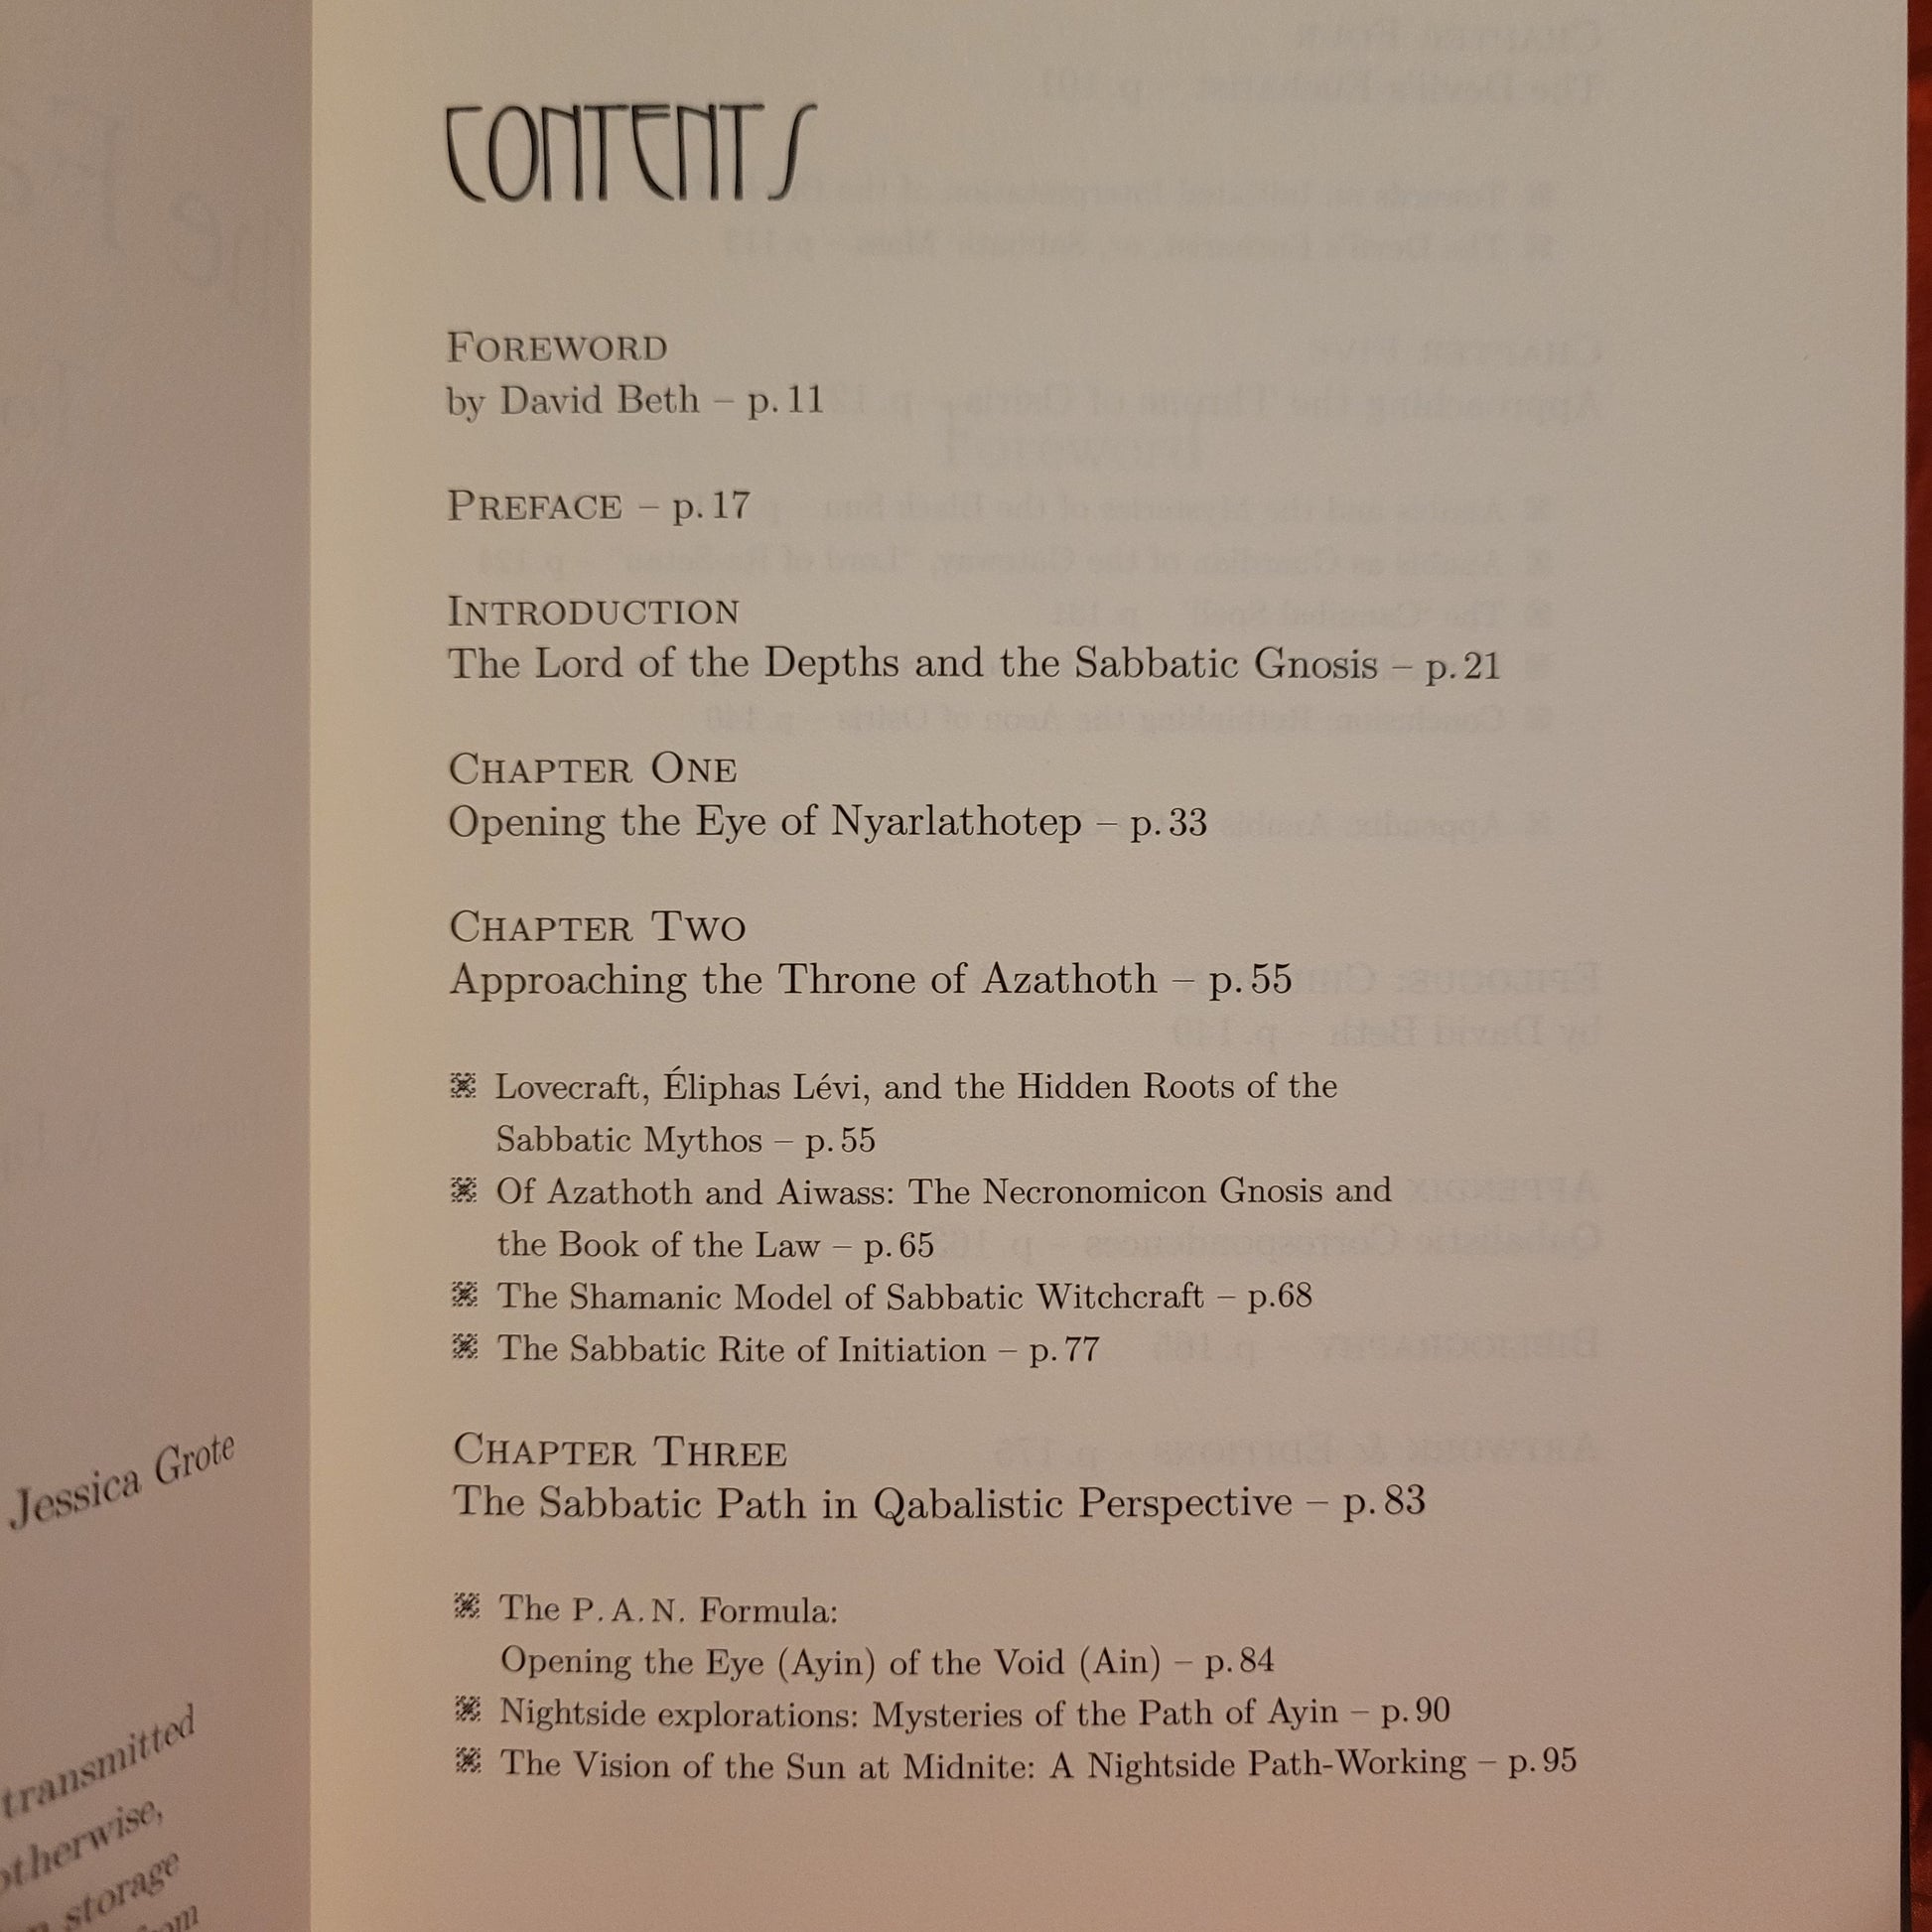 CONTENTS
FOREWORD
by David Beth – p. 11
PREFACE – p. 17
INTRODUCTION
The Lord of the Depths and the Sabbatic Gnosis – p. 21
CHAPTER ONE
Opening the Eye of Nyarlathotep – p. 33
CHAPTER TWO
Approaching the Throne of Azathoth – p. 55
Lovecraft, Éliphas Lévi, and the Hidden Roots of the
Sabbatic Mythos – p. 55
Of Azathoth and Aiwass: The Necronomicon Gnosis and
the Book of the Law – p. 65
The Shamanic Model of Sabbatic Witchcraft – p.68
The Sabbatic Rite of Initiation – p. 77
CHAPTER THREE
The Sabbatic Path in Qabalistic Perspective – p. 83
The P. A. N. Formula:
Opening the Eye (Ayin) of the Void (Ain) – p. 84
Nightside explorations: Mysteries of the Path of Ayin – p. 90
The Vision of the Sun at Midnite: A Nightside Path-Working – p. 95
Jessica Grote
transmitted
otherwise,
storage